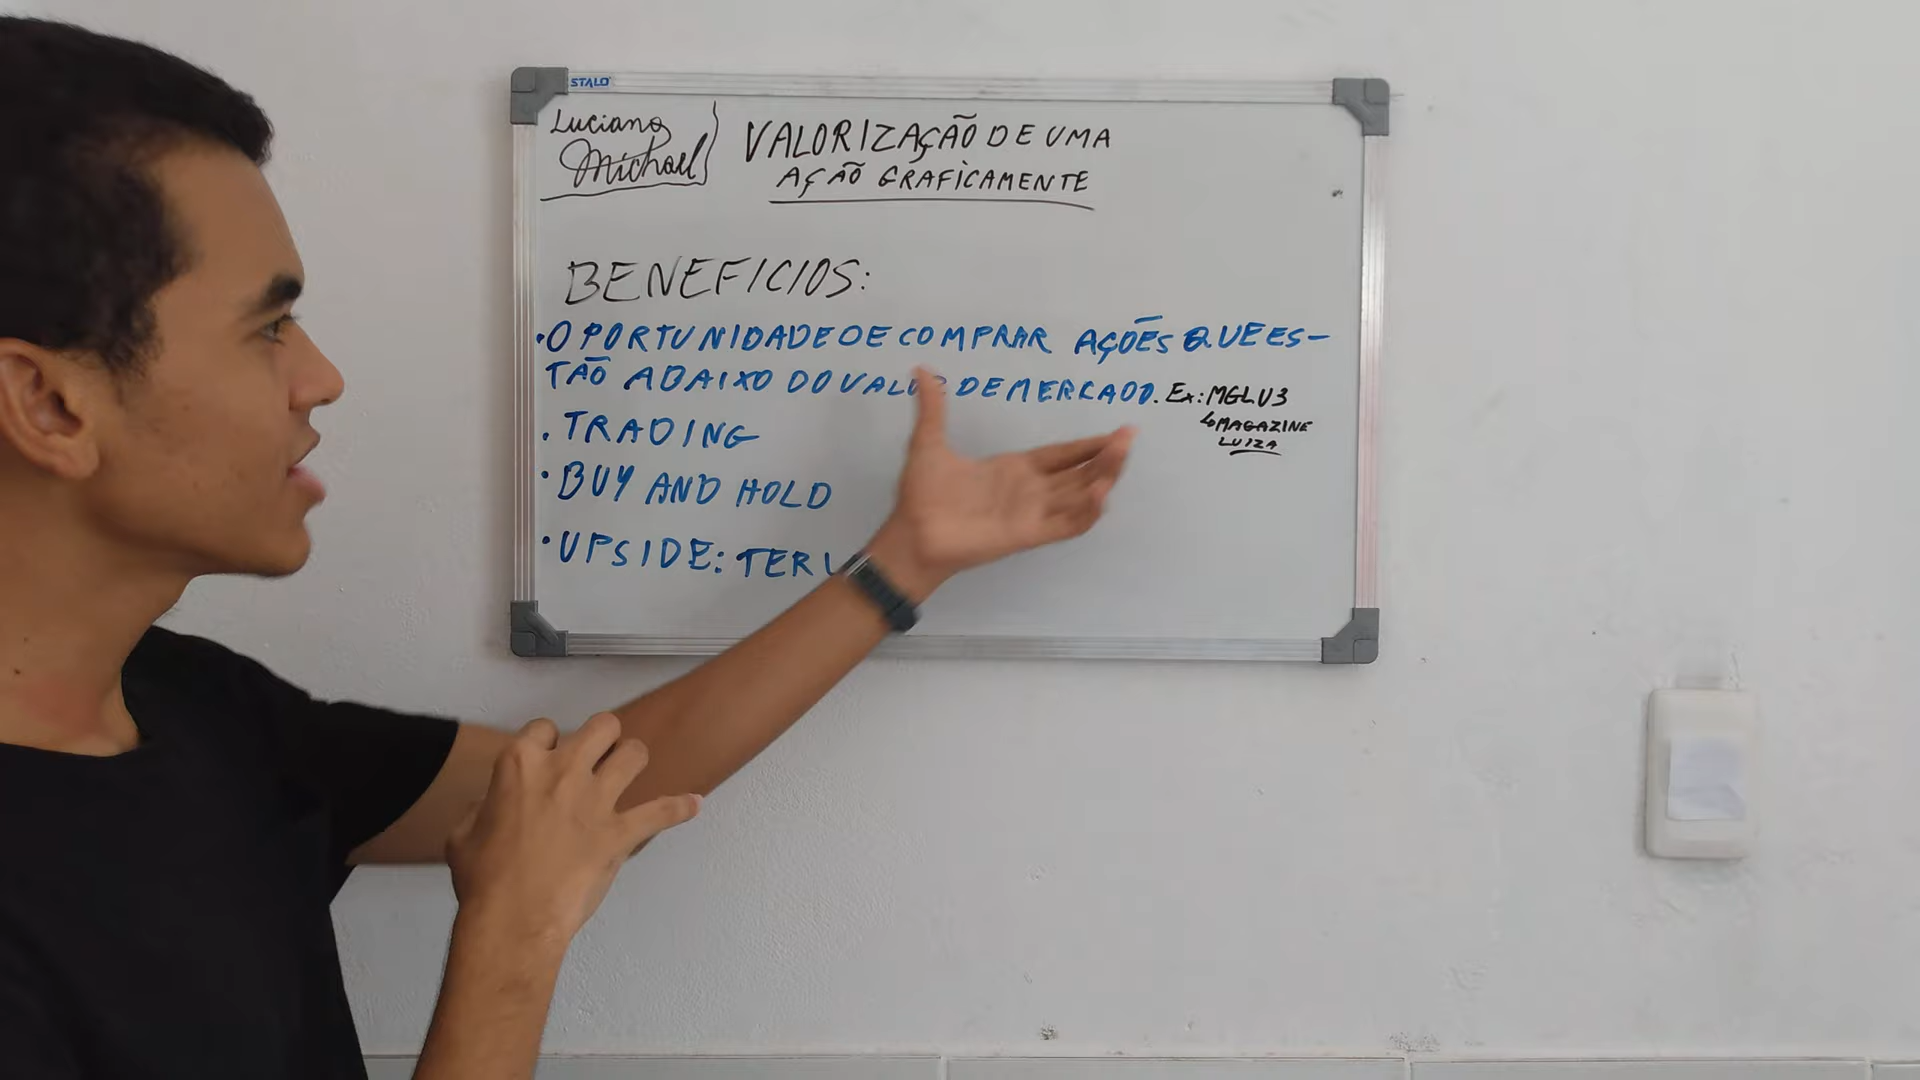 STALO
Luciano
Michael
VALORIZAÇÃO DE UMA
AÇÃO GRAFICAMENTE
BENEFICIOS:
• OPORTUNIDADE DE COMPRAR AÇÕES QUE ES-
TÃO ABAIXO DO VALOR DE MERCADO. Ex: MGLU3
↳ MAGAZINE
LUIZA
• TRADING
• BUY AND HOLD
• UPSIDE: TER